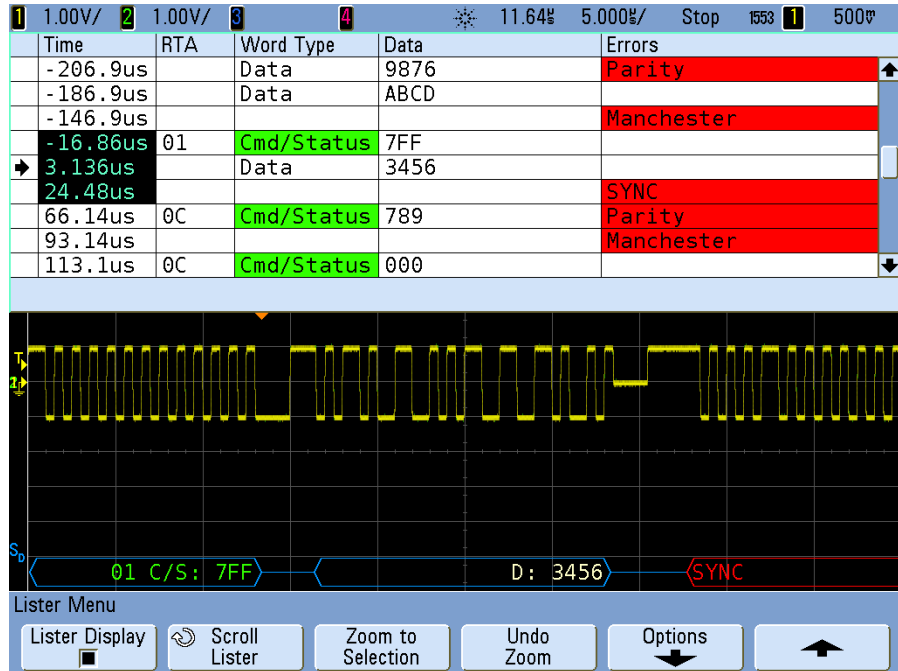 1 1.00V/ 2 1.00V/ 3 4 11.64s 5.000s/ Stop 1553 1 500V
Time RTA Word Type Data Errors
-206.9us Data 9876 Parity
-186.9us Data ABCD
-146.9us Manchester
-16.86us 01 Cmd/Status 7FF
3.136us Data 3456
24.48us SYNC
66.14us 0C Cmd/Status 789 Parity
93.14us Manchester
113.1us 0C Cmd/Status 000
T
1
SD
01 C/S: 7FF D: 3456 SYNC
Lister Menu
Lister Display Scroll Lister Zoom to Selection Undo Zoom Options